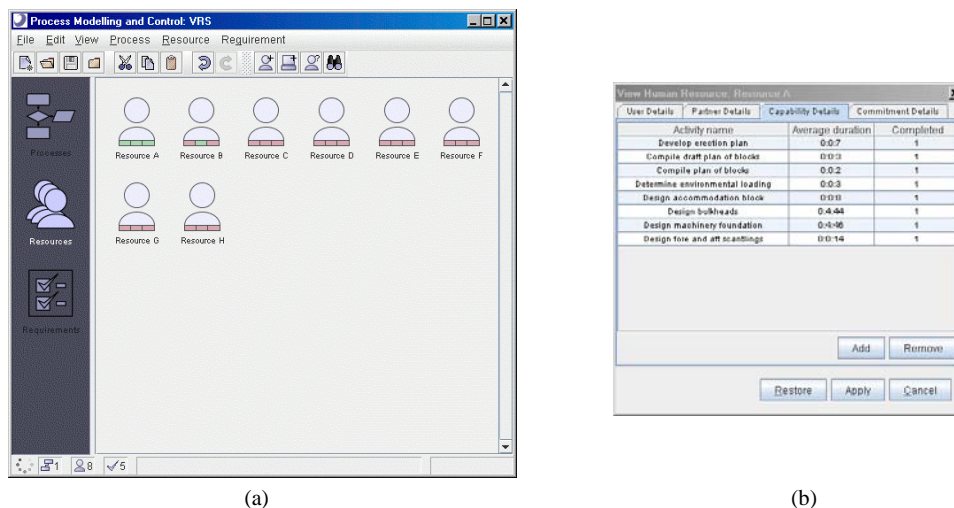 Process Modelling and Control: VRS
File Edit View Process Resource Requirement
Processes
Resources
Requirements
Resource A Resource B Resource C Resource D Resource E Resource F
Resource G Resource H
1 8 5
(a)
View Human Resource: Resource A
User Details Partner Details Capability Details Commitment Details
Activity name Average duration Completed
Develop erection plan 0:0:7 1
Compile draft plan of blocks 0:0:3 1
Compile plan of blocks 0:0:2 1
Determine environmental loading 0:0:3 1
Design accommodation block 1
Design bulkheads 0:4:44 1
Design machinery foundation 0:4:46 1
Design fore and aft scantlings 0:0:14 1
Add Remove
Restore Apply Cancel
(b)